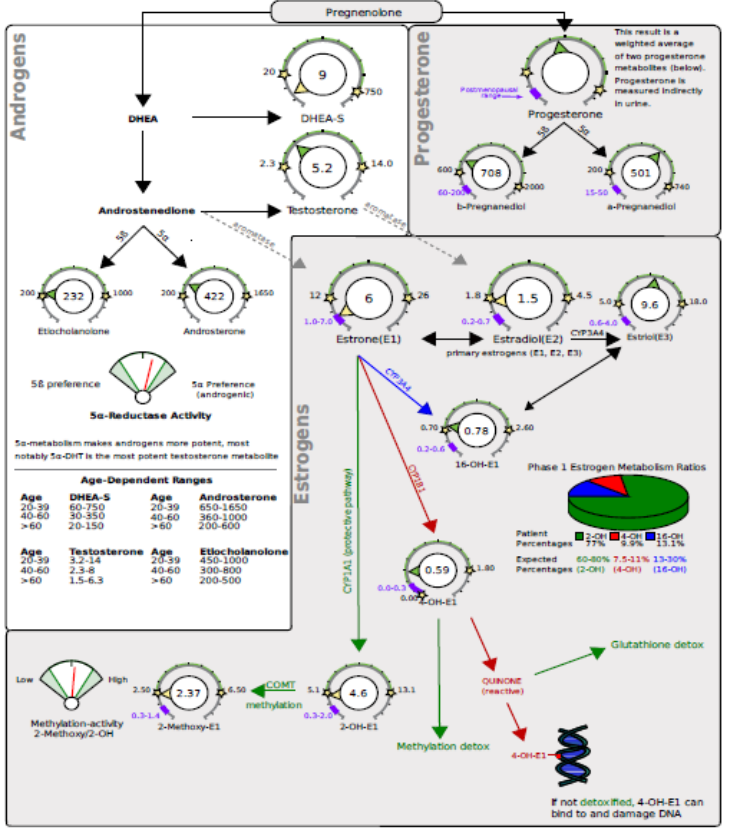 Pregnenolone
Androgens
DHEA
20
9
750
DHEA-S
2.3
5.2
14.0
Androstenedione
Testosterone
aromatase
aromatase
5ß
5α
200
232
1000
Etiocholanolone
200
422
1650
Androsterone
5ß preference
5α Preference
(androgenic)
5α-Reductase Activity
5α-metabolism makes androgens more potent, most
notably 5α-DHT is the most potent testosterone metabolite
Age-Dependent Ranges
Age DHEA-S Age Androsterone
20-39 60-750 20-39 650-1650
40-60 30-350 40-60 360-1000
>60 20-150 >60 200-600
Age Testosterone Age Etiocholanolone
20-39 3.2-14 20-39 450-1000
40-60 2.3-8 40-60 300-800
>60 1.5-6.3 >60 200-500
Progesterone
This result is a
weighted average
of two progesterone
metabolites (below).
Progesterone is
measured indirectly
in urine.
Postmenopausal
range
Progesterone
5ß
5α
600
708
2000
60-200
b-Pregnanediol
200
501
740
15-50
a-Pregnanediol
Estrogens
12
6
26
1.0-7.0
Estrone(E1)
1.8
1.5
4.5
0.2-0.7
Estradiol(E2)
CYP3A4
5.0
9.6
18.0
0.6-4.0
Estriol(E3)
primary estrogens (E1, E2, E3)
CYP3A4
0.70
0.78
2.60
0.2-0.6
16-OH-E1
CYP1B1
CYP1A1 (protective pathway)
Phase 1 Estrogen Metabolism Ratios
Patient 2-OH 4-OH 16-OH
Percentages 77% 9.9% 13.1%
Expected 60-80% 7.5-11% 13-30%
Percentages (2-OH) (4-OH) (16-OH)
0.59
1.80
0.0-0.3
0.00
4-OH-E1
Glutathione detox
QUINONE
(reactive)
Low
High
Methylation-activity
2-Methoxy/2-OH
2.50
2.37
6.50
0.3-1.4
2-Methoxy-E1
COMT
methylation
5.1
4.6
13.1
0.3-2.0
2-OH-E1
Methylation detox
4-OH-E1
If not detoxified, 4-OH-E1 can
bind to and damage DNA